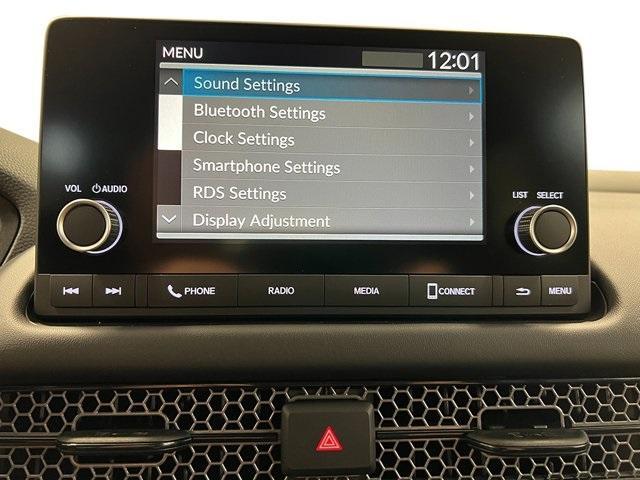 MENU
12:01
Sound Settings
Bluetooth Settings
Clock Settings
Smartphone Settings
RDS Settings
Display Adjustment
VOL AUDIO
LIST SELECT
PHONE
RADIO
MEDIA
CONNECT
MENU